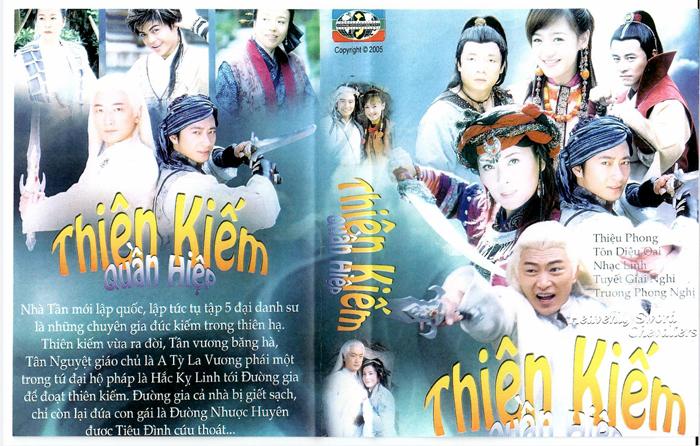 Thiên Kiếm
Quần Hiệp
Nhà Tần mới lập quốc, lập tức tụ tập 5 đại danh sư
là những chuyên gia đúc kiếm trong thiên hạ.
Thiên kiếm vừa ra đời, Tần vương băng hà,
Tân Nguyệt giáo chủ là A Tỳ La Vương phái một
trong tứ đại hộ pháp là Hắc Kỵ Linh tới Đường gia
để đoạt thiên kiếm. Đường gia cả nhà bị giết sạch,
chỉ còn lại đứa con gái là Đường Nhược Huyên
được Tiêu Đình cứu thoát...
Copyright © 2005
Thiên Kiếm
Quần Hiệp
Thiệu Phong
Tôn Diệu Oai
Nhạc Linh
Tuyết Giai Nghi
Trương Phong Nghi
Heavenly Sword
Chevaliers
Thiên Kiếm
Quần Hiệp